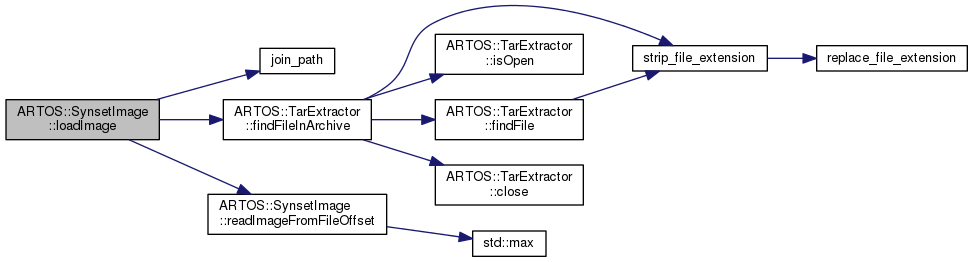 ARTOS::SynsetImage
::loadImage
join_path
ARTOS::TarExtractor
::findFileInArchive
ARTOS::SynsetImage
::readImageFromFileOffset
ARTOS::TarExtractor
::isOpen
ARTOS::TarExtractor
::findFile
ARTOS::TarExtractor
::close
std::max
strip_file_extension
replace_file_extension